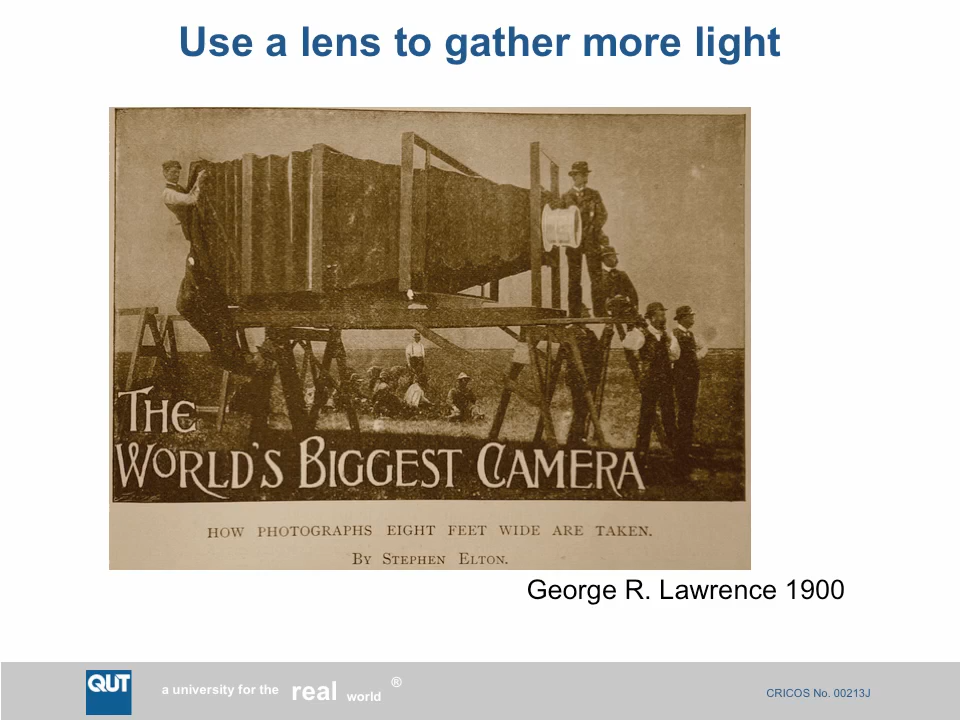 Use a lens to gather more light
THE
WORLD'S BIGGEST CAMERA
HOW PHOTOGRAPHS EIGHT FEET WIDE ARE TAKEN.
BY STEPHEN ELTON.
George R. Lawrence 1900
QUT
a university for the real world ®
CRICOS No. 00213J